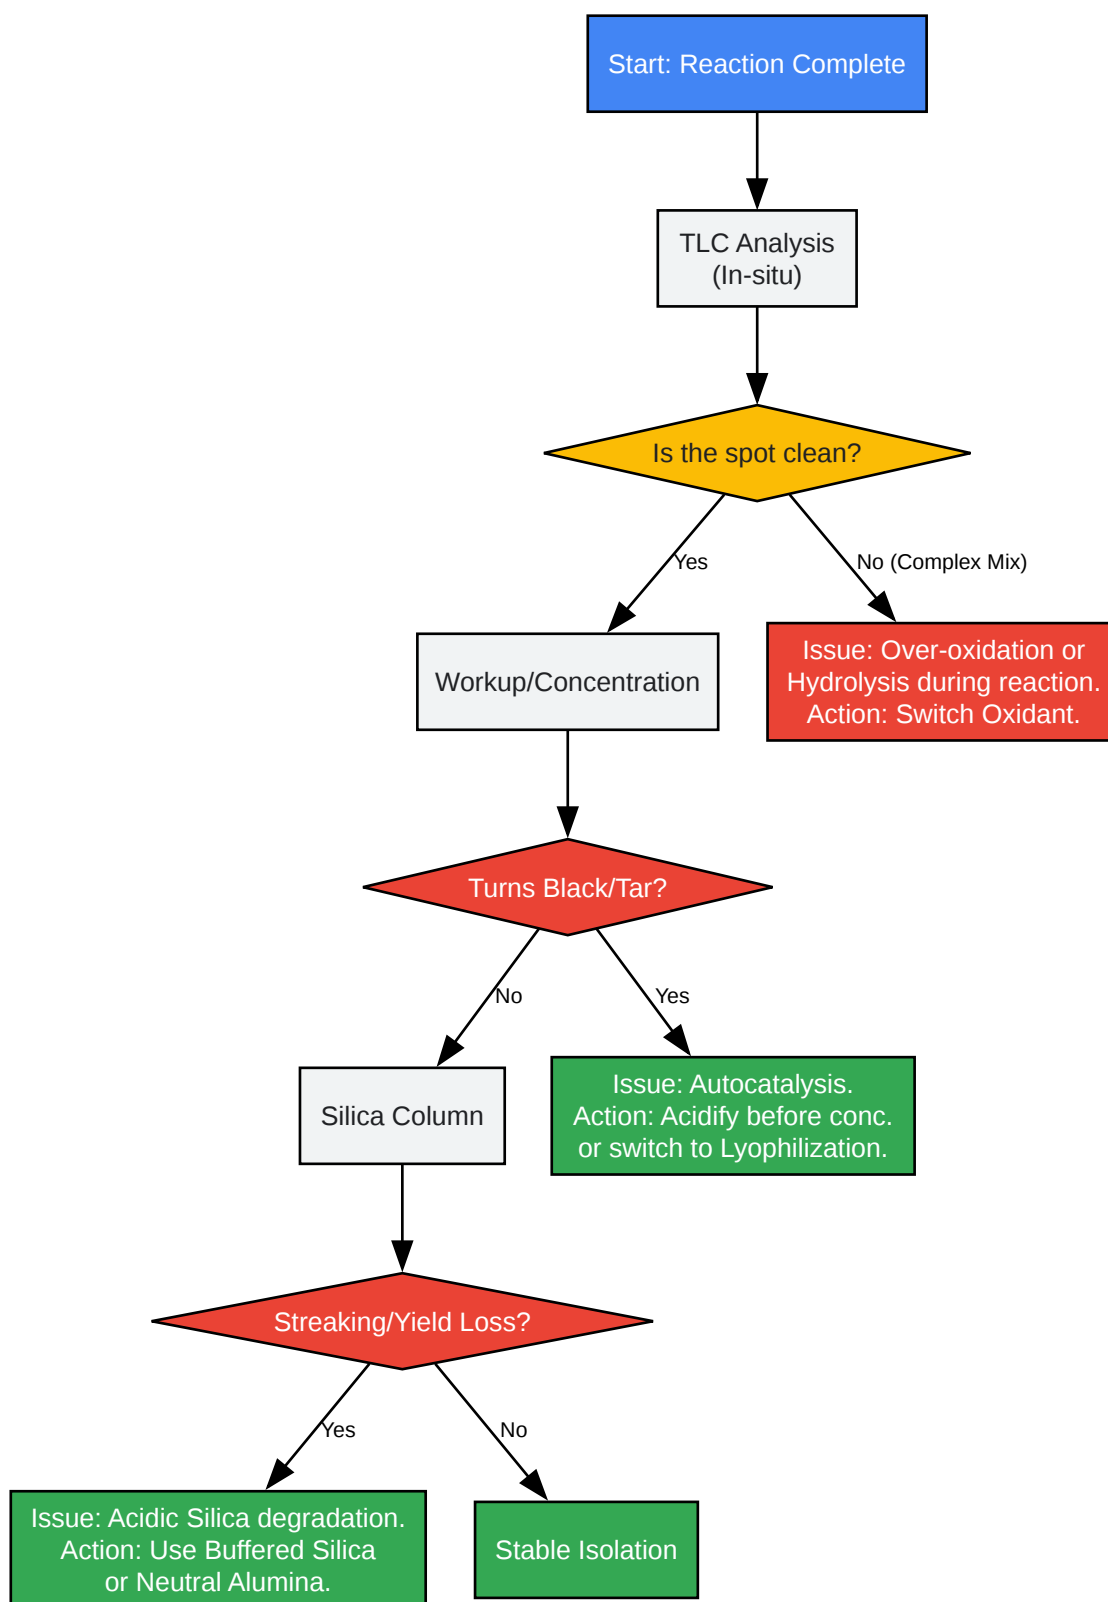 Start: Reaction Complete
TLC Analysis
(In-situ)
Is the spot clean?
Yes
No (Complex Mix)
Workup/Concentration
Issue: Over-oxidation or
Hydrolysis during reaction.
Action: Switch Oxidant.
Turns Black/Tar?
No
Yes
Silica Column
Issue: Autocatalysis.
Action: Acidify before conc.
or switch to Lyophilization.
Streaking/Yield Loss?
Yes
No
Issue: Acidic Silica degradation.
Action: Use Buffered Silica
or Neutral Alumina.
Stable Isolation